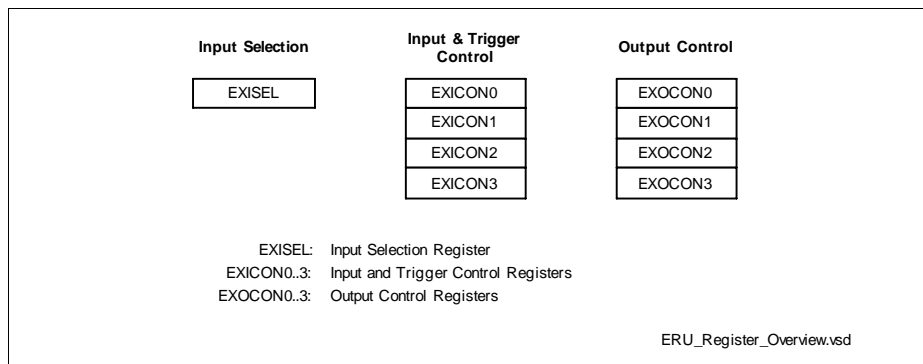 Input Selection
Input & Trigger
Control
Output Control
EXISEL
EXICON0
EXICON1
EXICON2
EXICON3
EXOCON0
EXOCON1
EXOCON2
EXOCON3
EXISEL: Input Selection Register
EXICON0..3: Input and Trigger Control Registers
EXOCON0..3: Output Control Registers
ERU_Register_Overview.vsd